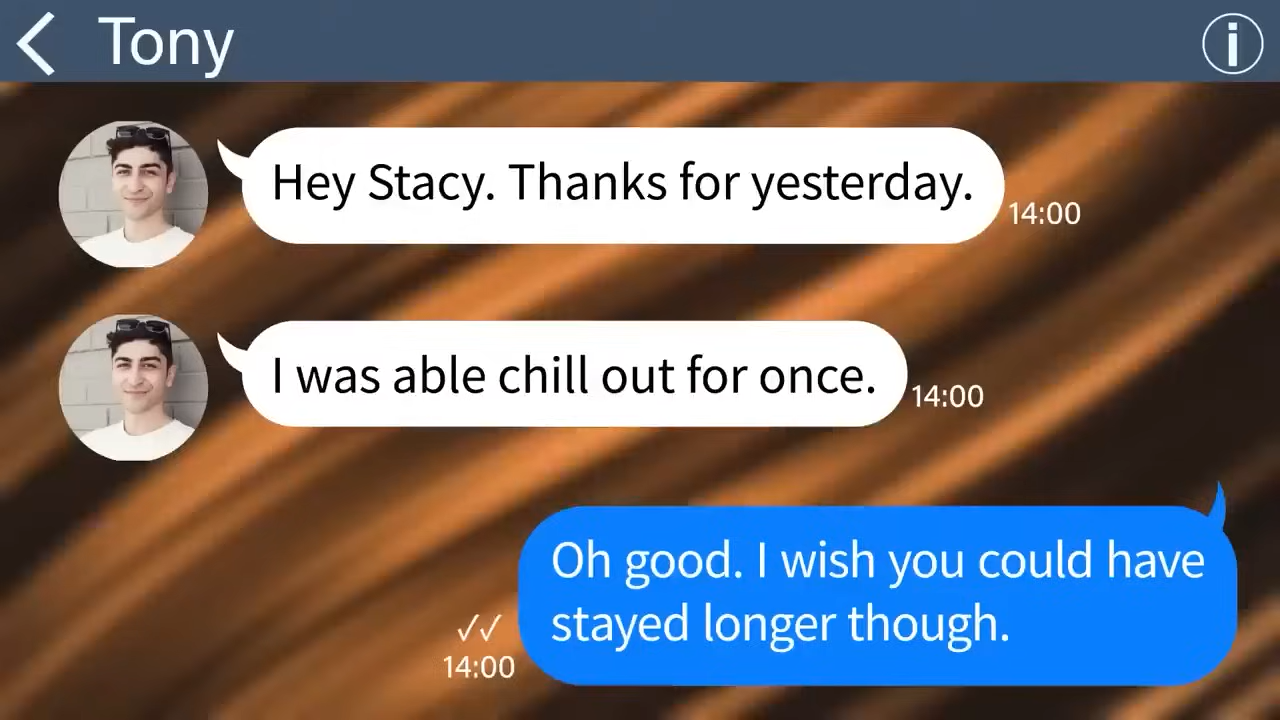 Tony
Hey Stacy. Thanks for yesterday.
14:00
I was able chill out for once.
14:00
Oh good. I wish you could have
stayed longer though.
14:00